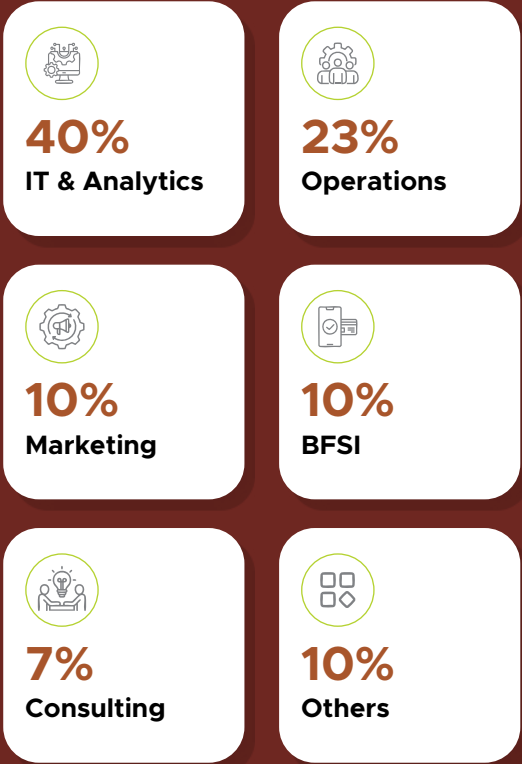 40%
IT & Analytics
23%
Operations
10%
Marketing
10%
BFSI
7%
Consulting
10%
Others